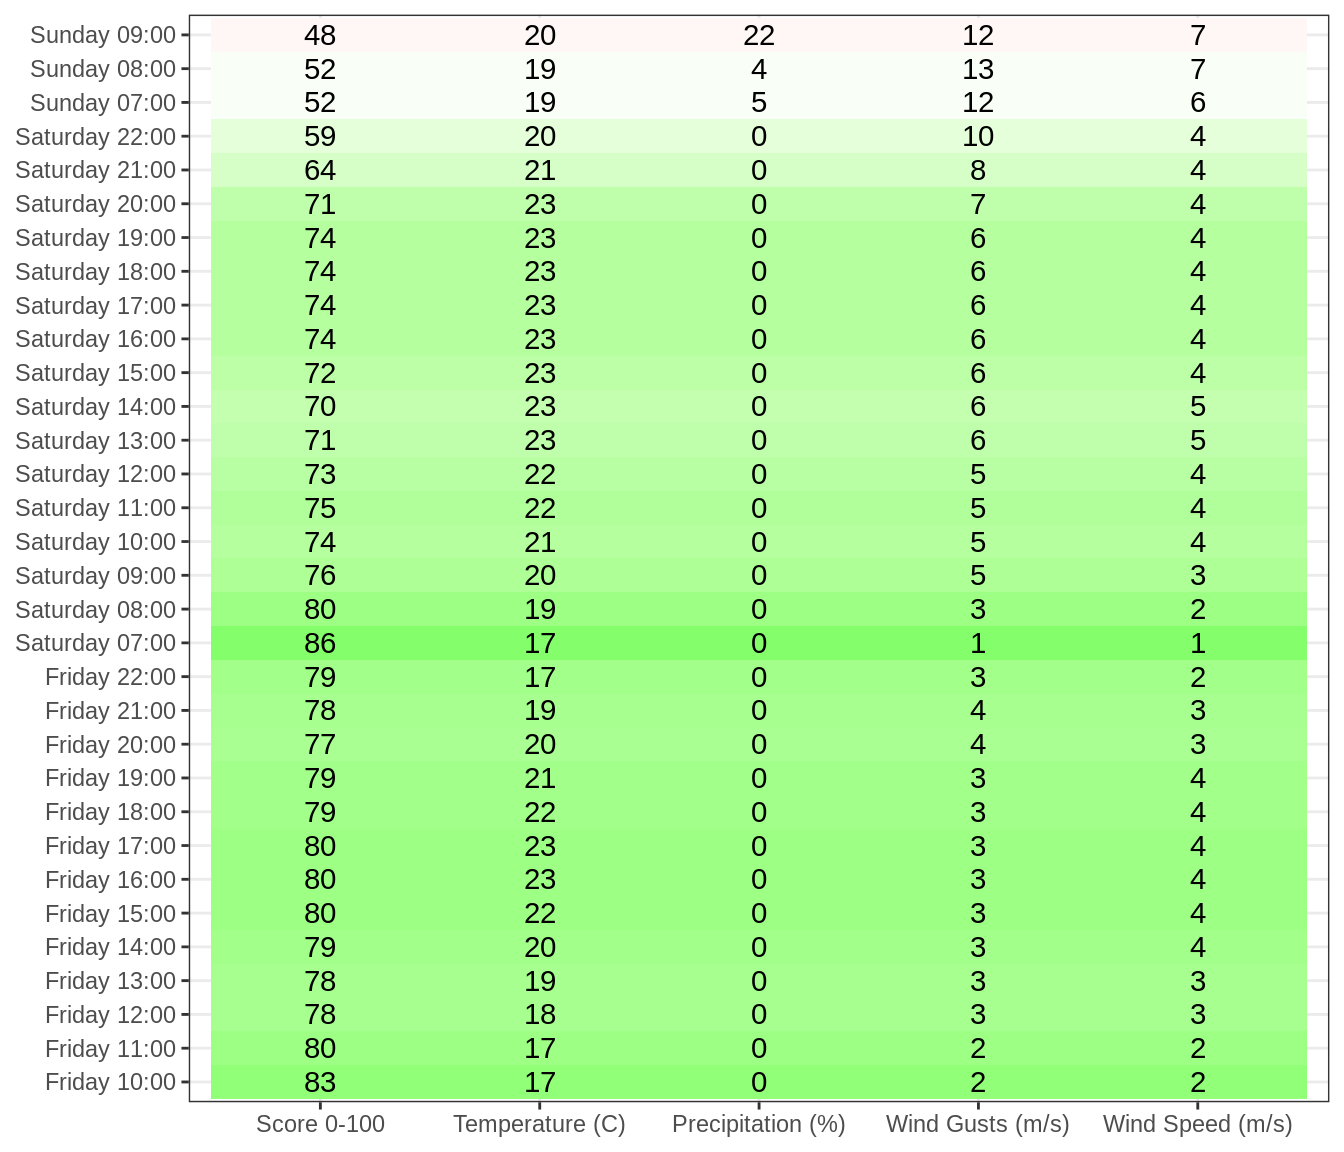 Sunday 09:00 48 20 22 12 7
Sunday 08:00 52 19 4 13 7
Sunday 07:00 52 19 5 12 6
Saturday 22:00 59 20 0 10 4
Saturday 21:00 64 21 0 8 4
Saturday 20:00 71 23 0 7 4
Saturday 19:00 74 23 0 6 4
Saturday 18:00 74 23 0 6 4
Saturday 17:00 74 23 0 6 4
Saturday 16:00 74 23 0 6 4
Saturday 15:00 72 23 0 6 4
Saturday 14:00 70 23 0 6 5
Saturday 13:00 71 23 0 6 5
Saturday 12:00 73 22 0 5 4
Saturday 11:00 75 22 0 5 4
Saturday 10:00 74 21 0 5 4
Saturday 09:00 76 20 0 5 3
Saturday 08:00 80 19 0 3 2
Saturday 07:00 86 17 0 1 1
Friday 22:00 79 17 0 3 2
Friday 21:00 78 19 0 4 3
Friday 20:00 77 20 0 4 3
Friday 19:00 79 21 0 3 4
Friday 18:00 79 22 0 3 4
Friday 17:00 80 23 0 3 4
Friday 16:00 80 23 0 3 4
Friday 15:00 80 22 0 3 4
Friday 14:00 79 20 0 3 4
Friday 13:00 78 19 0 3 3
Friday 12:00 78 18 0 3 3
Friday 11:00 80 17 0 2 2
Friday 10:00 83 17 0 2 2
Score 0-100 Temperature (C) Precipitation (%) Wind Gusts (m/s) Wind Speed (m/s)